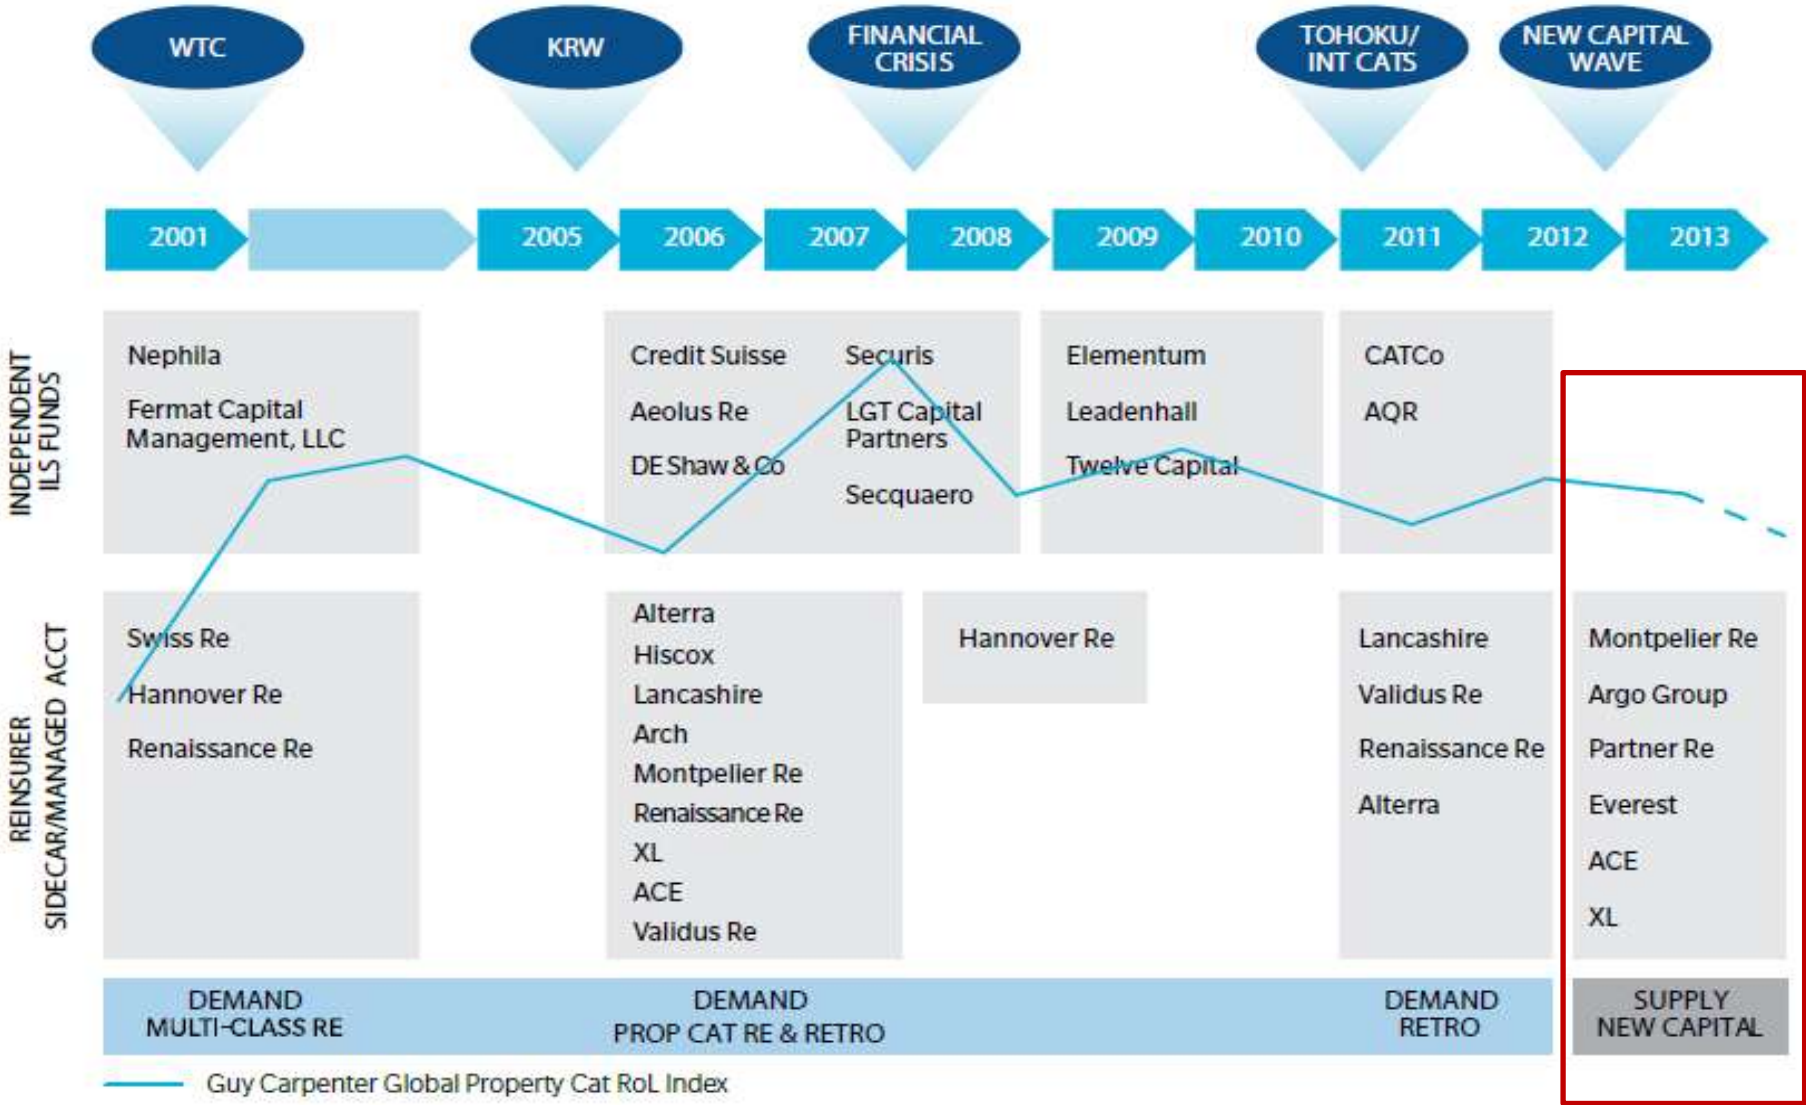 WTC
KRW
FINANCIAL
CRISIS
TOHOKU/
INT CATS
NEW CAPITAL
WAVE
2001
2005
2006
2007
2008
2009
2010
2011
2012
2013
INDEPENDENT
ILS FUNDS
Nephila
Fermat Capital
Management, LLC
Credit Suisse
Aeolus Re
DE Shaw & Co
Securis
LGT Capital
Partners
Secquaero
Elementum
Leadenhall
Twelve Capital
CATCo
AQR
REINSURER
SIDECAR/MANAGED ACCT
Swiss Re
Hannover Re
Renaissance Re
Alterra
Hiscox
Lancashire
Arch
Montpelier Re
Renaissance Re
XL
ACE
Validus Re
Hannover Re
Lancashire
Validus Re
Renaissance Re
Alterra
Montpelier Re
Argo Group
Partner Re
Everest
ACE
XL
DEMAND
MULTI-CLASS RE
DEMAND
PROP CAT RE & RETRO
DEMAND
RETRO
SUPPLY
NEW CAPITAL
Guy Carpenter Global Property Cat RoL Index